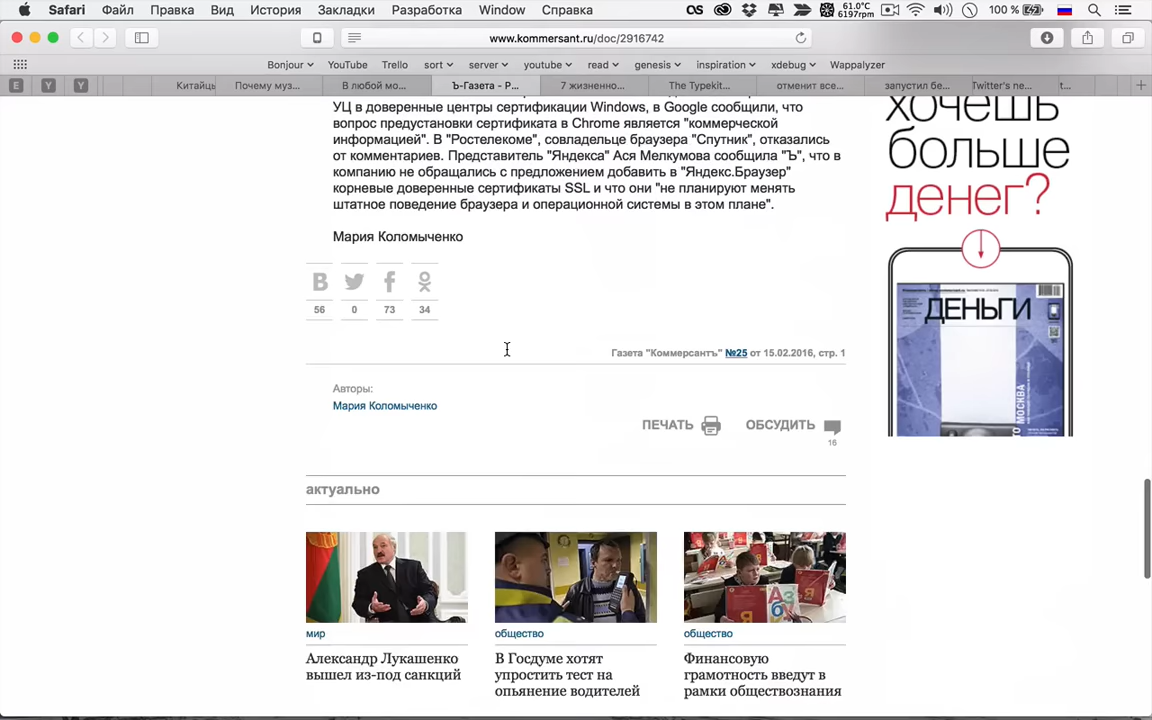 Safari Файл Правка Вид История Закладки Разработка Window Справка 61.0°C 6197rpm 100 %
www.kommersant.ru/doc/2916742
Bonjour YouTube Trello sort server youtube read genesis inspiration xdebug Wappalyzer
E Y Y Китайцы Почему муз... В любой мо... Ъ-Газета - Р... 7 жизненно... The Typekit... отменит все... запустил бе... Twitter's ne... t...
УЦ в доверенные центры сертификации Windows, в Google сообщили, что
вопрос предустановки сертификата в Chrome является "коммерческой
информацией". В "Ростелекоме", совладельце браузера "Спутник", отказались
от комментариев. Представитель "Яндекса" Ася Мелкумова сообщила "Ъ", что в
компанию не обращались с предложением добавить в "Яндекс.Браузер"
корневые доверенные сертификаты SSL и что они "не планируют менять
штатное поведение браузера и операционной системы в этом плане".
Мария Коломыченко
56 0 73 34
Газета "Коммерсантъ" №25 от 15.02.2016, стр. 1
Авторы:
Мария Коломыченко
ПЕЧАТЬ ОБСУДИТЬ
16
актуально
мир
Александр Лукашенко
вышел из-под санкций
общество
В Госдуме хотят
упростить тест на
опьянение водителей
общество
Финансовую
грамотность введут в
рамки обществознания
хочешь
больше
денег?
ДЕНЬГИ